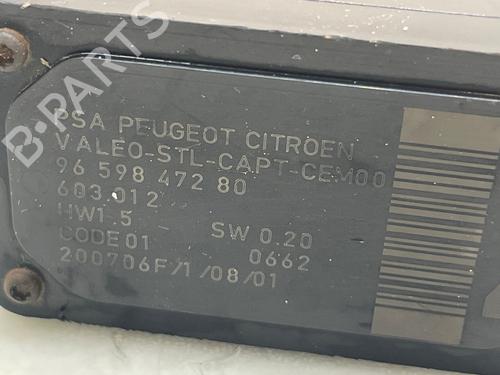 B-PARTS
PSA PEUGEOT CITROEN
VALEO-STL-CAPT-CEM00
96 598 472 80
603.012
HW1.5 SW 0.20
CODE01 0662
200706F/1/08/01